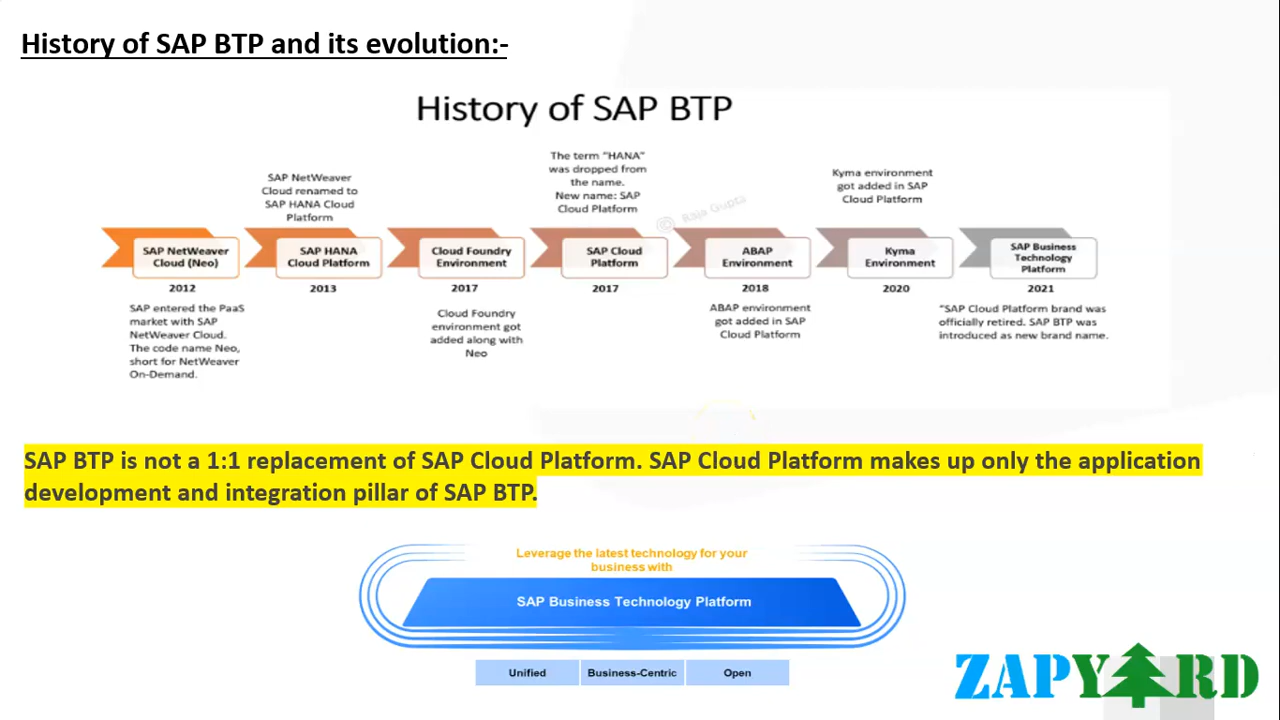 History of SAP BTP and its evolution:-
History of SAP BTP
SAP NetWeaver
Cloud renamed to
SAP HANA Cloud
Platform
The term “HANA”
was dropped from
the name.
New name: SAP
Cloud Platform
Kyma environment
got added in SAP
Cloud Platform
Raja Gupta
SAP NetWeaver
Cloud (Neo)
SAP HANA
Cloud Platform
Cloud Foundry
Environment
SAP Cloud
Platform
ABAP
Environment
Kyma
Environment
SAP Business
Technology
Platform
2012
2013
2017
2017
2018
2020
2021
SAP entered the PaaS
market with SAP
NetWeaver Cloud.
The code name Neo,
short for NetWeaver
On-Demand.
Cloud Foundry
environment got
added along with
Neo
ABAP environment
got added in SAP
Cloud Platform
“SAP Cloud Platform brand was
officially retired. SAP BTP was
introduced as new brand name.
SAP BTP is not a 1:1 replacement of SAP Cloud Platform. SAP Cloud Platform makes up only the application
development and integration pillar of SAP BTP.
Leverage the latest technology for your
business with
SAP Business Technology Platform
Unified
Business-Centric
Open
ZAPYARD